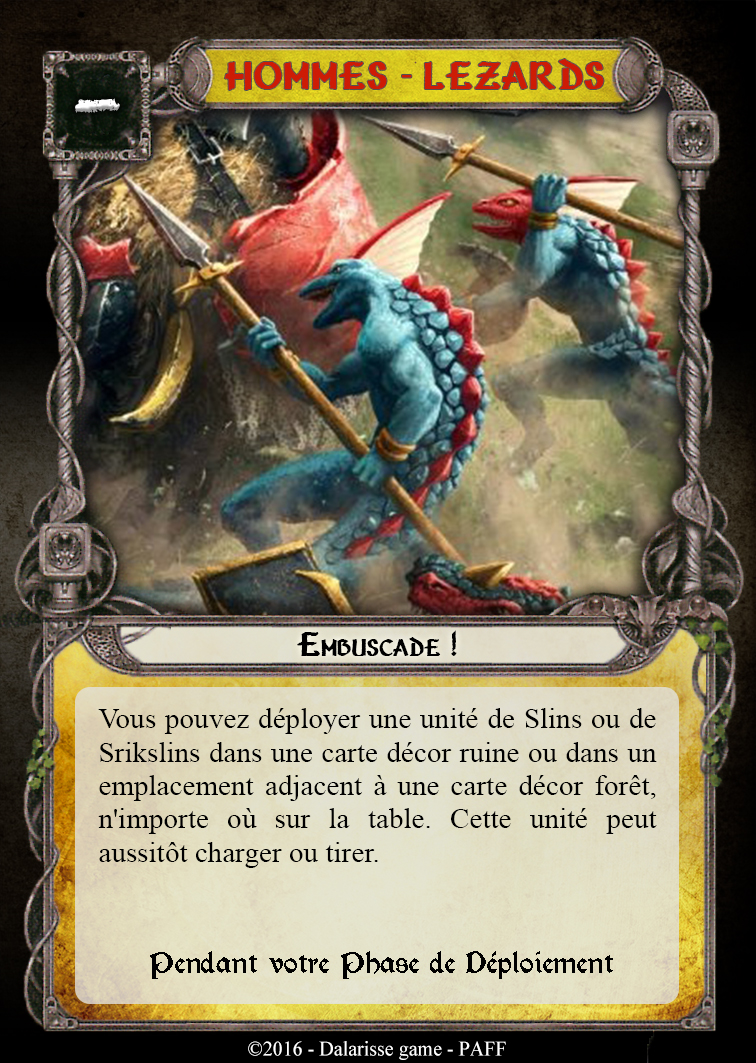 -
HOMMES - LEZARDS
EMBUSCADE !
Vous pouvez déployer une unité de Slins ou de
Srikslins dans une carte décor ruine ou dans un
emplacement adjacent à une carte décor forêt,
n'importe où sur la table. Cette unité peut
aussitôt charger ou tirer.
Pendant votre Phase de Déploiement
©2016 - Dalarisse game - PAFF